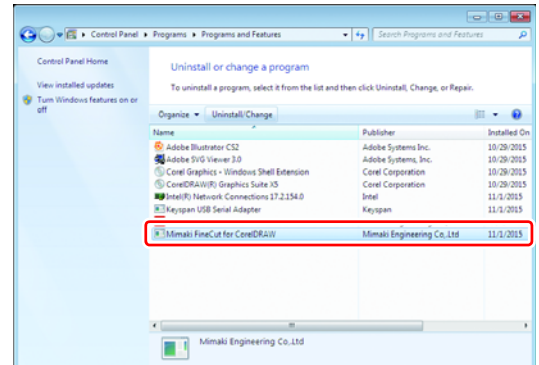 Control Panel ▸ Programs ▸ Programs and Features
Search Programs and Features
Control Panel Home
View installed updates
Turn Windows features on or off
Uninstall or change a program
To uninstall a program, select it from the list and then click Uninstall, Change, or Repair.
Organize Uninstall/Change
Name Publisher Installed On
Adobe Illustrator CS2 Adobe Systems Inc. 10/29/2015
Adobe SVG Viewer 3.0 Adobe Systems, Inc. 10/29/2015
Corel Graphics - Windows Shell Extension Corel Corporation 10/29/2015
CorelDRAW(R) Graphics Suite X5 Corel Corporation 10/29/2015
Intel(R) Network Connections 17.2.154.0 Intel 11/1/2015
Keyspan USB Serial Adapter Keyspan 11/1/2015
Mimaki FineCut for CorelDRAW Mimaki Engineering Co,.Ltd 11/1/2015
Mimaki Engineering Co,.Ltd